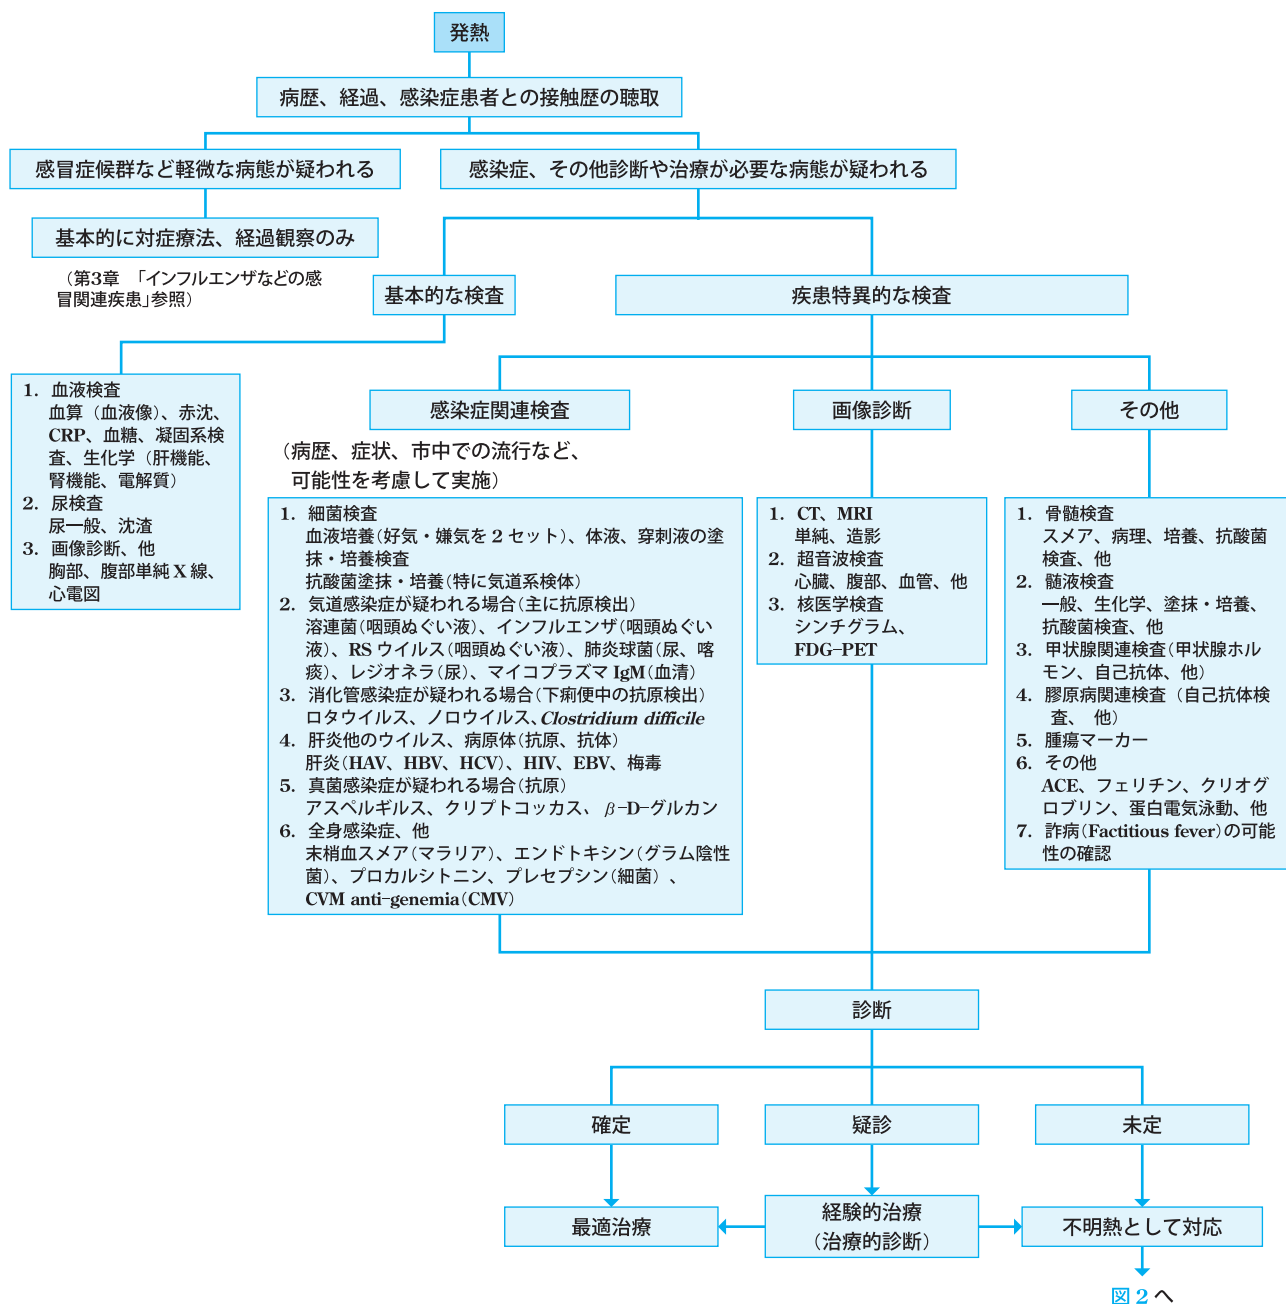 発熱
病歴、経過、感染症患者との接触歴の聴取
感冒症候群など軽微な病態が疑われる
感染症、その他診断や治療が必要な病態が疑われる
基本的に対症療法、経過観察のみ
（第3章　「インフルエンザなどの感
冒関連疾患」参照）
基本的な検査
疾患特異的な検査
1. 血液検査
血算（血液像）、赤沈、
CRP、血糖、凝固系検
査、生化学（肝機能、
腎機能、電解質）
2. 尿検査
尿一般、沈渣
3. 画像診断、他
胸部、腹部単純 X 線、
心電図
感染症関連検査
（病歴、症状、市中での流行など、
可能性を考慮して実施）
1. 細菌検査
血液培養（好気・嫌気を 2 セット）、体液、穿刺液の塗
抹・培養検査
抗酸菌塗抹・培養（特に気道系検体）
2. 気道感染症が疑われる場合（主に抗原検出）
溶連菌（咽頭ぬぐい液）、インフルエンザ（咽頭ぬぐい
液）、RS ウイルス（咽頭ぬぐい液）、肺炎球菌（尿、喀
痰）、レジオネラ（尿）、マイコプラズマ IgM（血清）
3. 消化管感染症が疑われる場合（下痢便中の抗原検出）
ロタウイルス、ノロウイルス、Clostridium difficile
4. 肝炎他のウイルス、病原体（抗原、抗体）
肝炎（HAV、HBV、HCV）、HIV、EBV、梅毒
5. 真菌感染症が疑われる場合（抗原）
アスペルギルス、クリプトコッカス、β-D-グルカン
6. 全身感染症、他
末梢血スメア（マラリア）、エンドトキシン（グラム陰性
菌）、プロカルシトニン、プレセプシン（細菌）、
CVM anti-genemia（CMV）
画像診断
1. CT、MRI
単純、造影
2. 超音波検査
心臓、腹部、血管、他
3. 核医学検査
シンチグラム、
FDG-PET
その他
1. 骨髄検査
スメア、病理、培養、抗酸菌
検査、他
2. 髄液検査
一般、生化学、塗抹・培養、
抗酸菌検査、他
3. 甲状腺関連検査（甲状腺ホル
モン、自己抗体、他）
4. 膠原病関連検査（自己抗体検
査、 他）
5. 腫瘍マーカー
6. その他
ACE、フェリチン、クリオグ
ロブリン、蛋白電気泳動、他
7. 詐病（Factitious fever）の可能
性の確認
診断
確定
疑診
未定
最適治療
経験的治療
（治療的診断）
不明熱として対応
図 2 へ